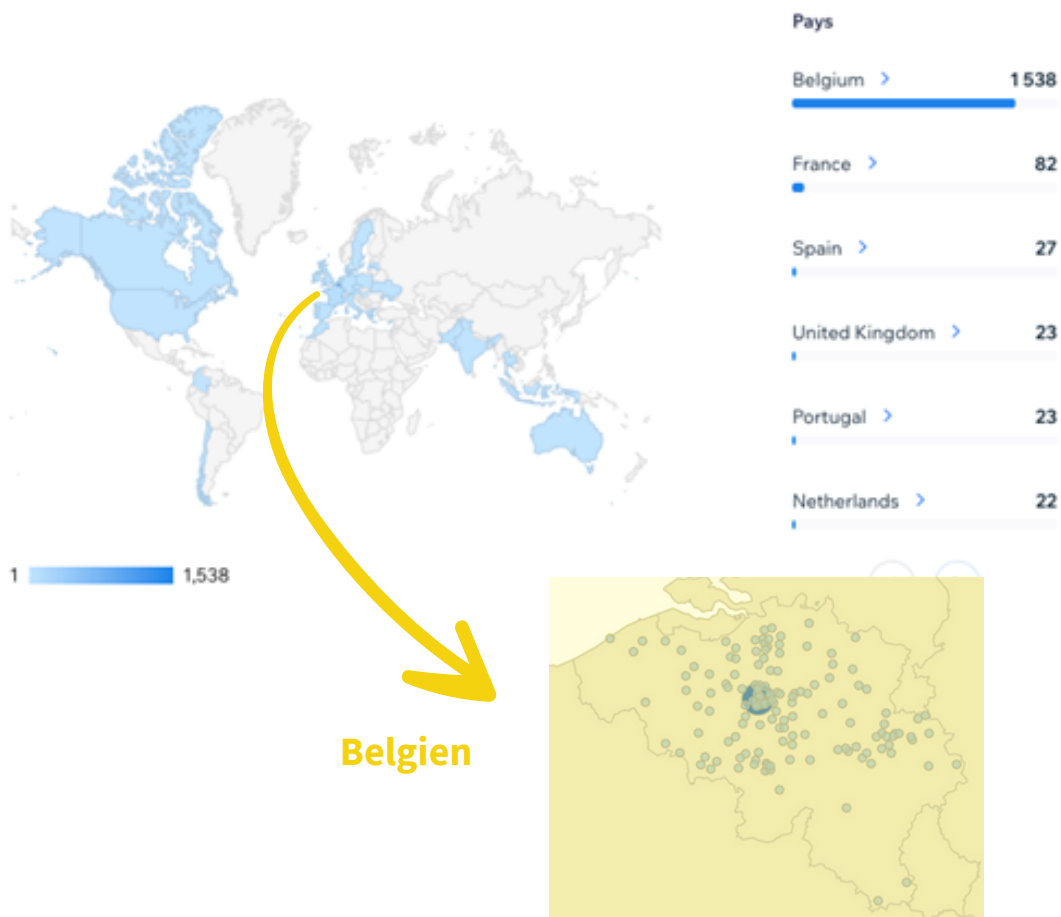 Pays
Belgium 1 538
France 82
Spain 27
United Kingdom 23
Portugal 23
Netherlands 22
1 1,538
Belgien